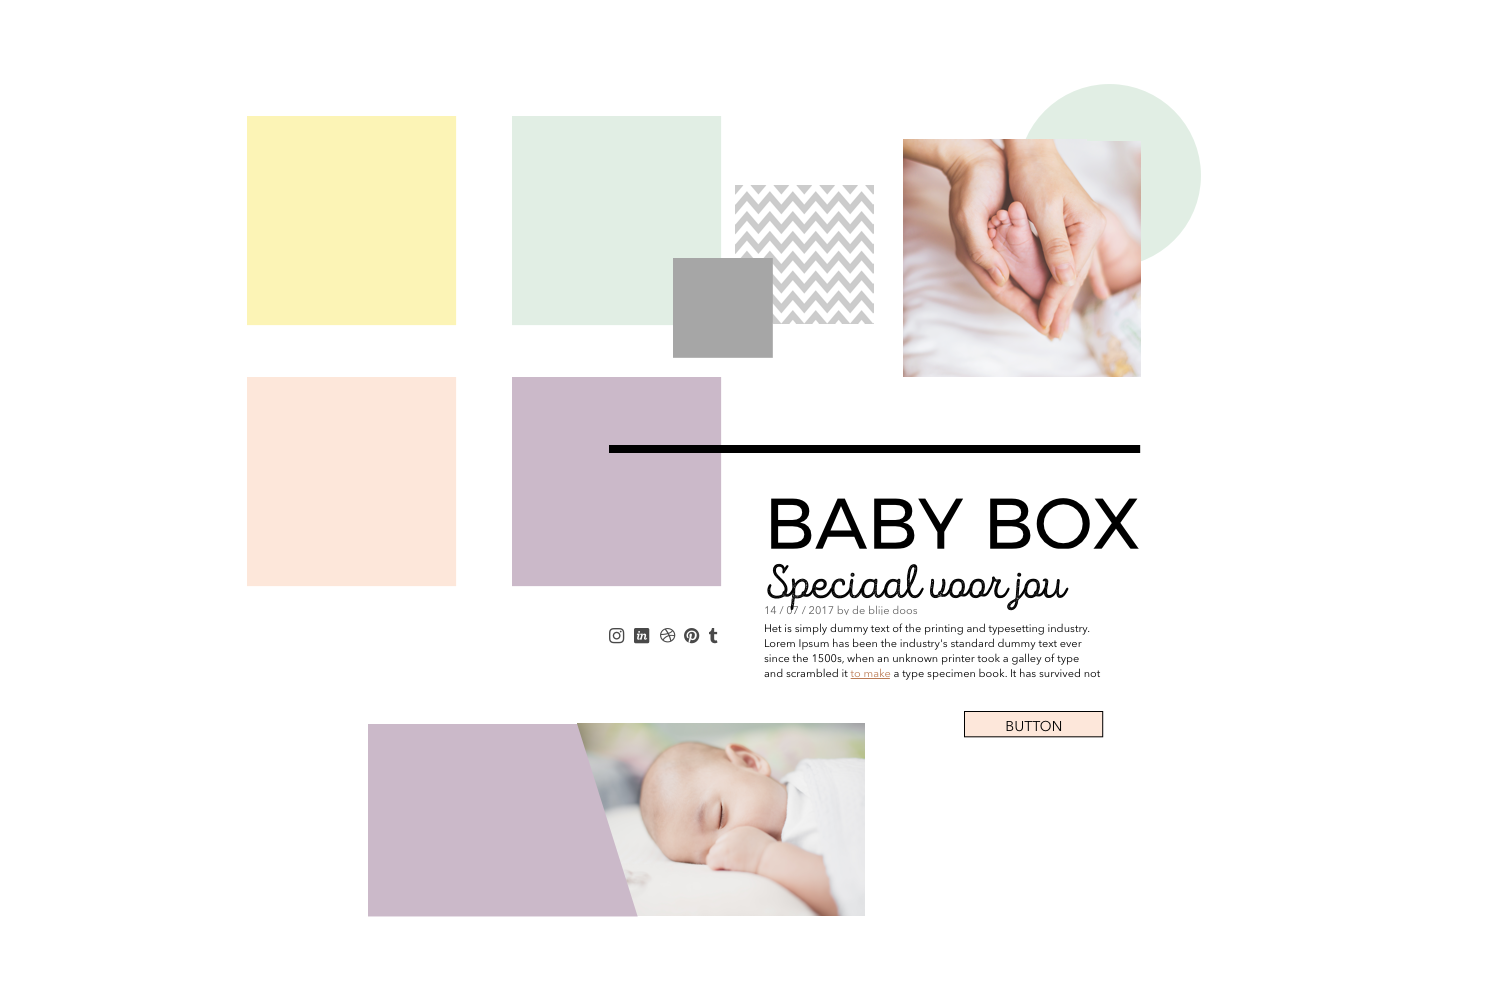 BABY BOX
Speciaal voor jou
14 / 07 / 2017 by de blije doos
Het is simply dummy text of the printing and typesetting industry.
Lorem Ipsum has been the industry's standard dummy text ever
since the 1500s, when an unknown printer took a galley of type
and scrambled it to make a type specimen book. It has survived not
BUTTON